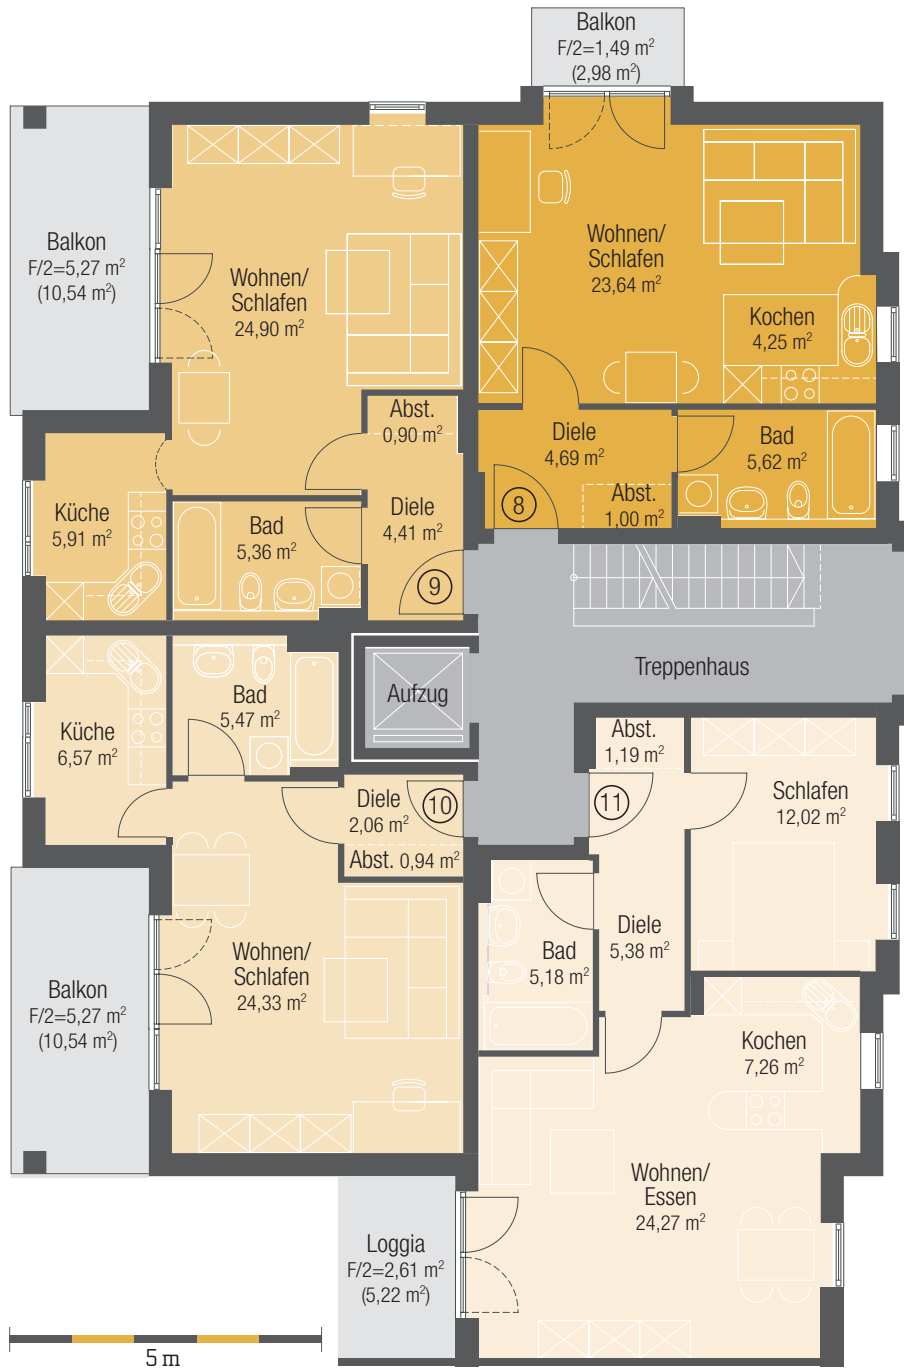 Balkon
F/2=1,49 m²
(2,98 m²)
Balkon
F/2=5,27 m²
(10,54 m²)
Wohnen/
Schlafen
24,90 m²
Wohnen/
Schlafen
23,64 m²
Kochen
4,25 m²
Abst.
0,90 m²
Diele
4,69 m²
Bad
5,62 m²
Abst.
1,00 m²
8
Küche
5,91 m²
Bad
5,36 m²
Diele
4,41 m²
9
Treppenhaus
Aufzug
Küche
6,57 m²
Bad
5,47 m²
Diele
2,06 m²
10
Abst. 0,94 m²
Abst.
1,19 m²
11
Schlafen
12,02 m²
Wohnen/
Schlafen
24,33 m²
Bad
5,18 m²
Diele
5,38 m²
Balkon
F/2=5,27 m²
(10,54 m²)
Kochen
7,26 m²
Wohnen/
Essen
24,27 m²
Loggia
F/2=2,61 m²
(5,22 m²)
5 m